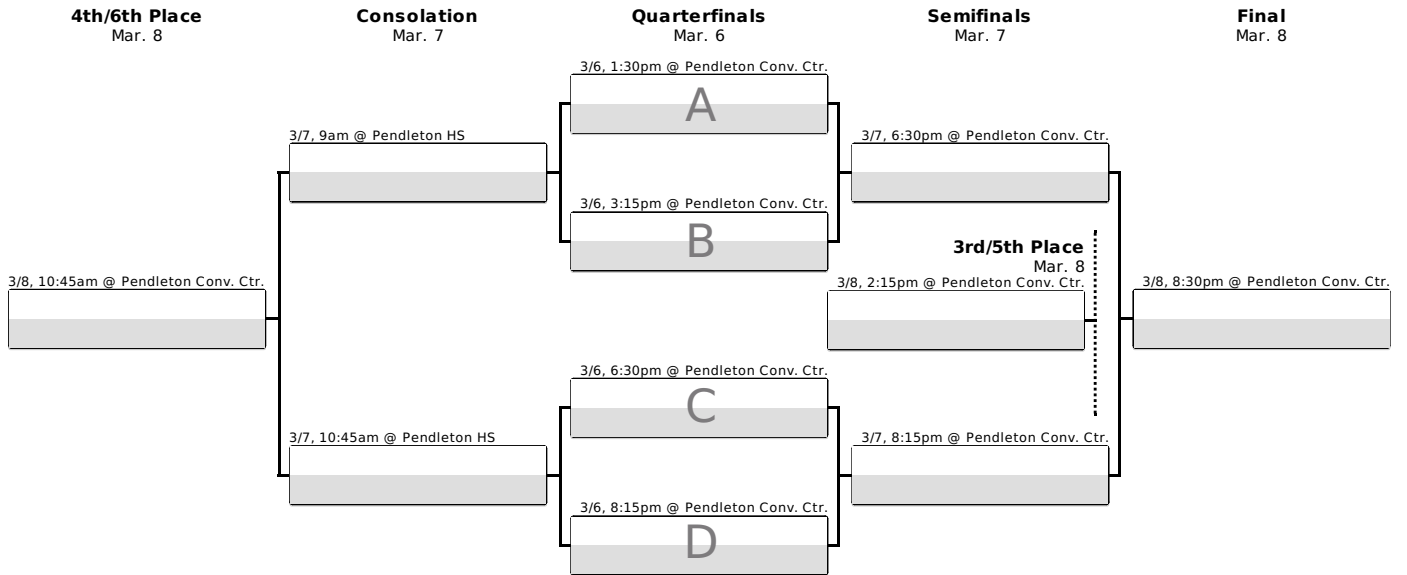 4th/6th Place
Mar. 8
Consolation
Mar. 7
Quarterfinals
Mar. 6
Semifinals
Mar. 7
Final
Mar. 8
3/6, 1:30pm @ Pendleton Conv. Ctr.
A
3/7, 9am @ Pendleton HS
3/7, 6:30pm @ Pendleton Conv. Ctr.
3/6, 3:15pm @ Pendleton Conv. Ctr.
B
3rd/5th Place
Mar. 8
3/8, 10:45am @ Pendleton Conv. Ctr.
3/8, 2:15pm @ Pendleton Conv. Ctr.
3/8, 8:30pm @ Pendleton Conv. Ctr.
3/6, 6:30pm @ Pendleton Conv. Ctr.
C
3/7, 10:45am @ Pendleton HS
3/7, 8:15pm @ Pendleton Conv. Ctr.
3/6, 8:15pm @ Pendleton Conv. Ctr.
D